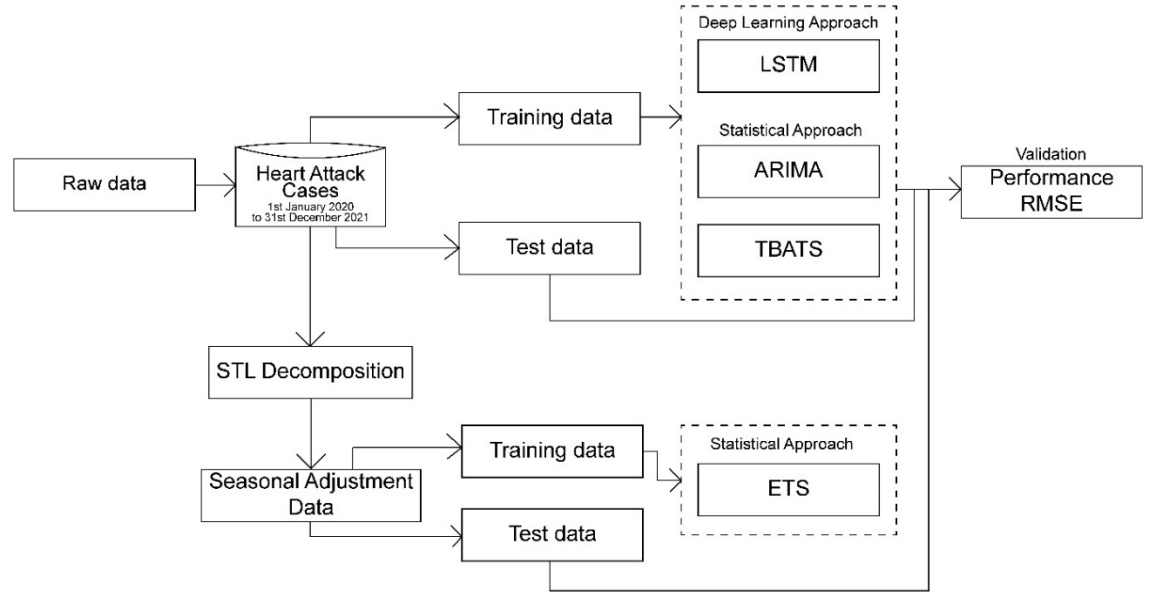 Raw data
Heart Attack
Cases
1st January 2020
to 31st December 2021
Training data
Test data
Deep Learning Approach
LSTM
Statistical Approach
ARIMA
TBATS
Validation
Performance
RMSE
STL Decomposition
Seasonal Adjustment
Data
Training data
Test data
Statistical Approach
ETS